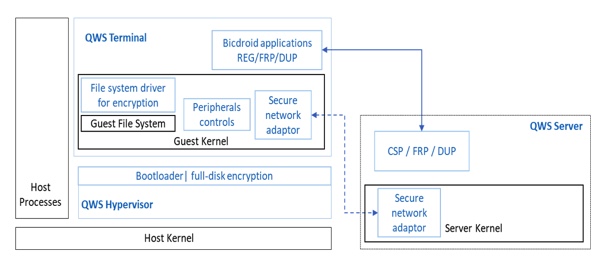 QWS Terminal
Bicdroid applications
REG/FRP/DUP
File system driver
for encryption
Guest File System
Peripherals
controls
Secure
network
adaptor
Guest Kernel
Bootloader| full-disk encryption
QWS Hypervisor
Host
Processes
Host Kernel
QWS Server
CSP / FRP / DUP
Secure
network
adaptor
Server Kernel